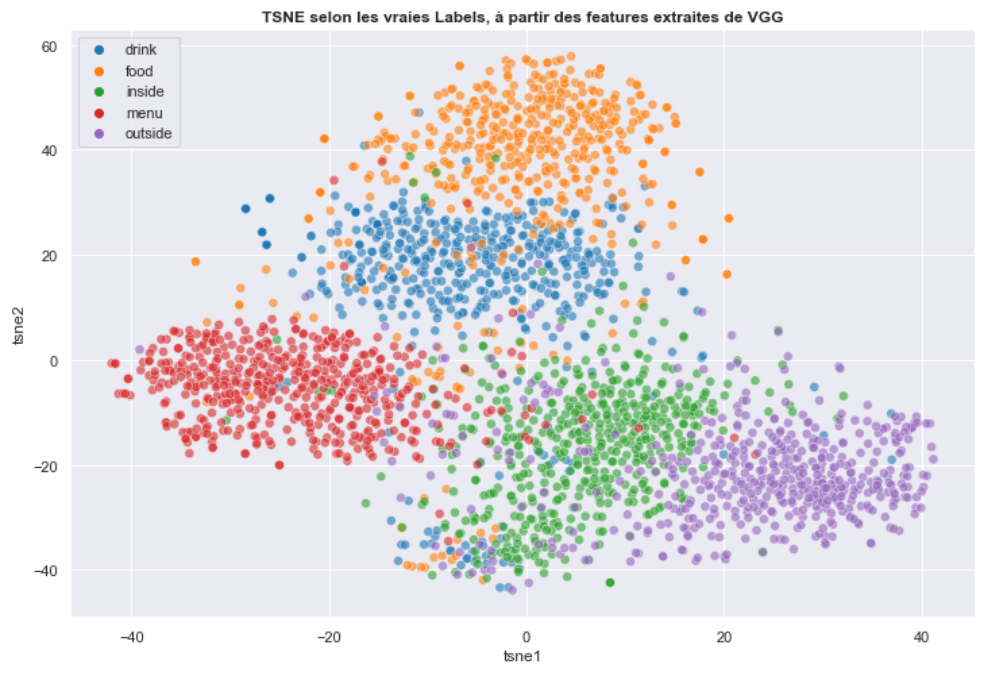 TSNE selon les vraies Labels, à partir des features extraites de VGG
drink
food
inside
menu
outside
60
40
20
0
−20
−40
tsne2
−40
−20
0
20
40
tsne1